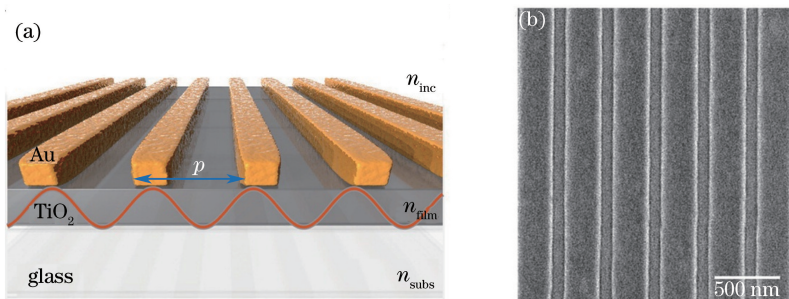 (a)
n_inc
Au
p
TiO₂
n_film
glass
n_subs
(b)
500 nm